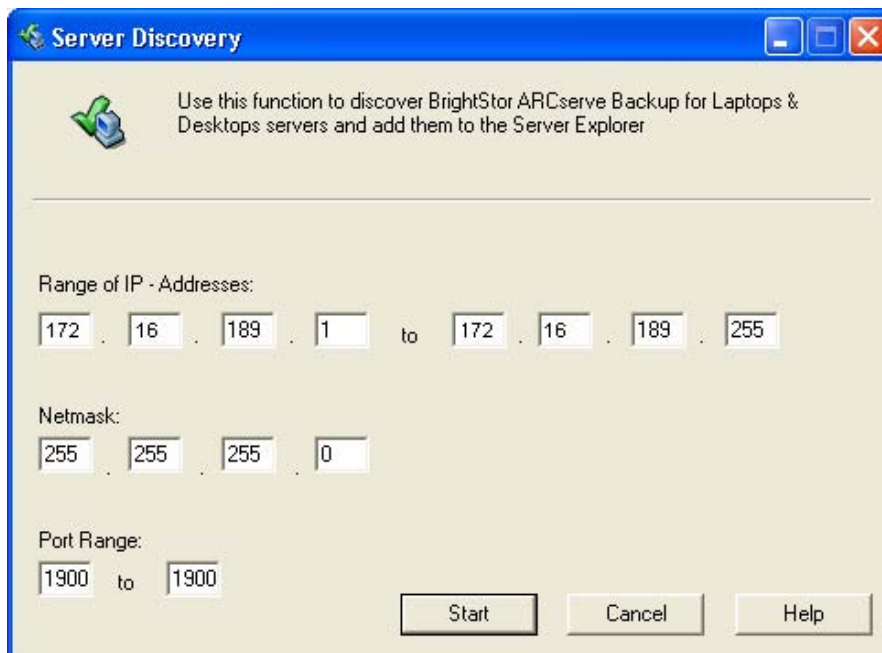 Server Discovery
Use this function to discover BrightStor ARCserve Backup for Laptops &
Desktops servers and add them to the Server Explorer
Range of IP - Addresses:
172 . 16 . 189 . 1 to 172 . 16 . 189 . 255
Netmask:
255 . 255 . 255 . 0
Port Range:
1900 to 1900
Start Cancel Help